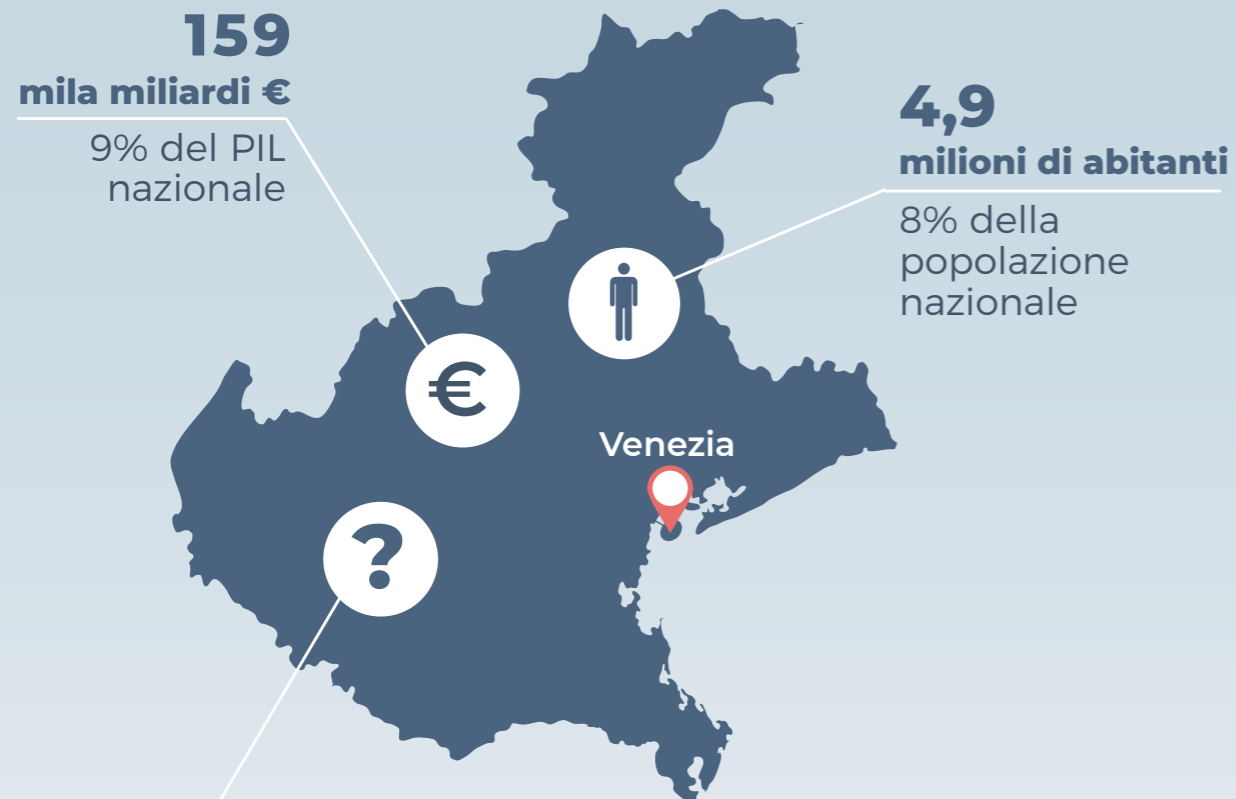 159
mila miliardi €
9% del PIL
nazionale
4,9
milioni di abitanti
8% della
popolazione
nazionale
€
Venezia
?